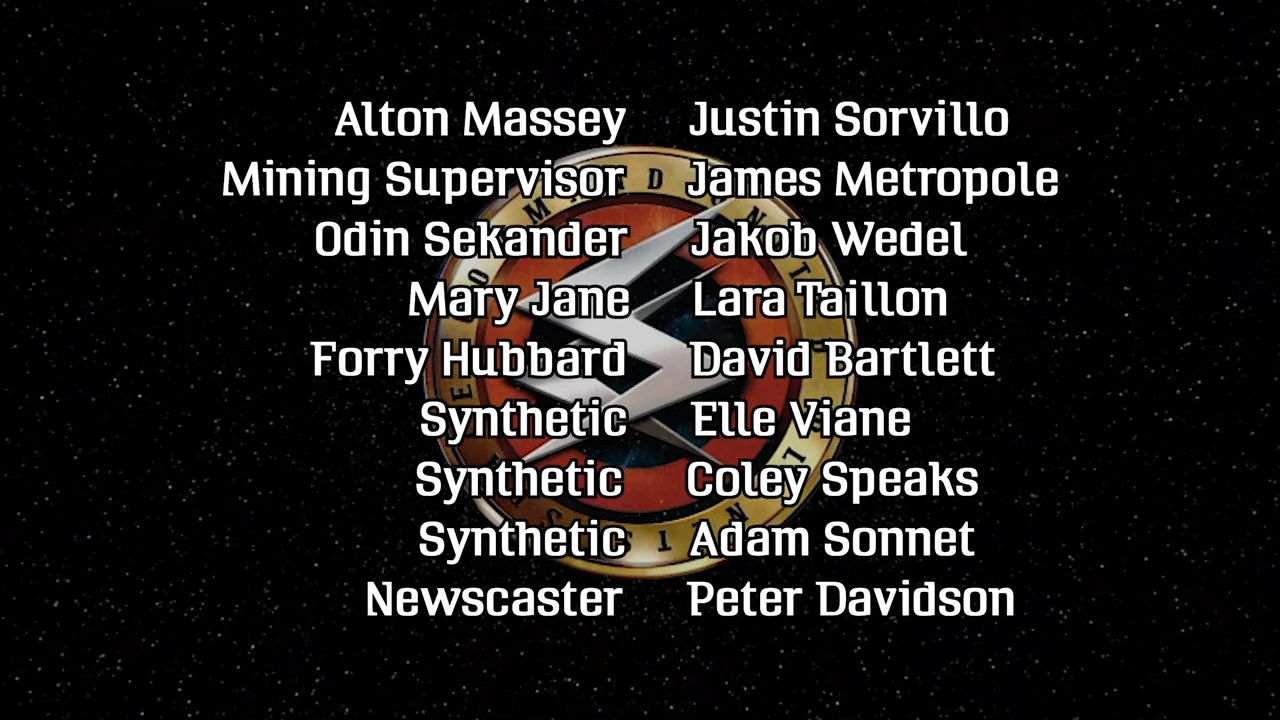 Alton Massey Justin Sorvillo
Mining Supervisor James Metropole
Odin Sekander Jakob Wedel
Mary Jane Lara Taillon
Forry Hubbard David Bartlett
Synthetic Elle Viane
Synthetic Coley Speaks
Synthetic Adam Sonnet
Newscaster Peter Davidson